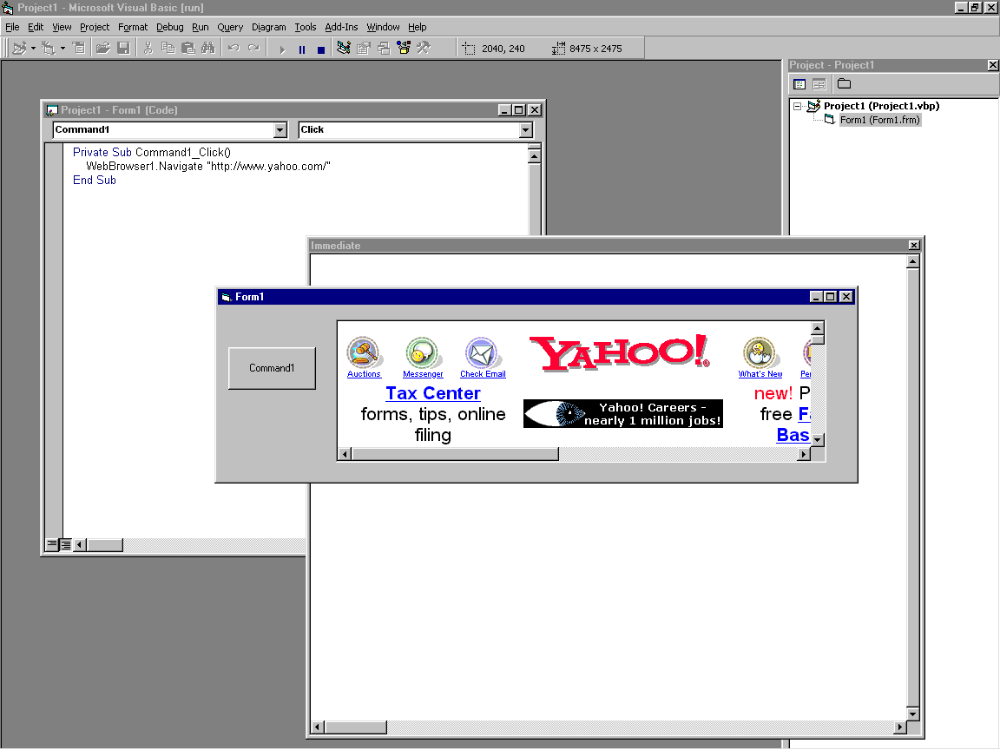 Project1 - Microsoft Visual Basic [run]
File Edit View Project Format Debug Run Query Diagram Tools Add-Ins Window Help
2040, 240 8475 x 2475
Project - Project1
Project1 (Project1.vbp)
Form1 (Form1.frm)
Project1 - Form1 (Code)
Command1 Click
Private Sub Command1_Click()
WebBrowser1.Navigate "http://www.yahoo.com/"
End Sub
Immediate
Form1
Command1
YAHOO!
Auctions Messenger Check Email What's New
Tax Center
forms, tips, online
filing
Yahoo! Careers -
nearly 1 million jobs!
new! P
free
Bas